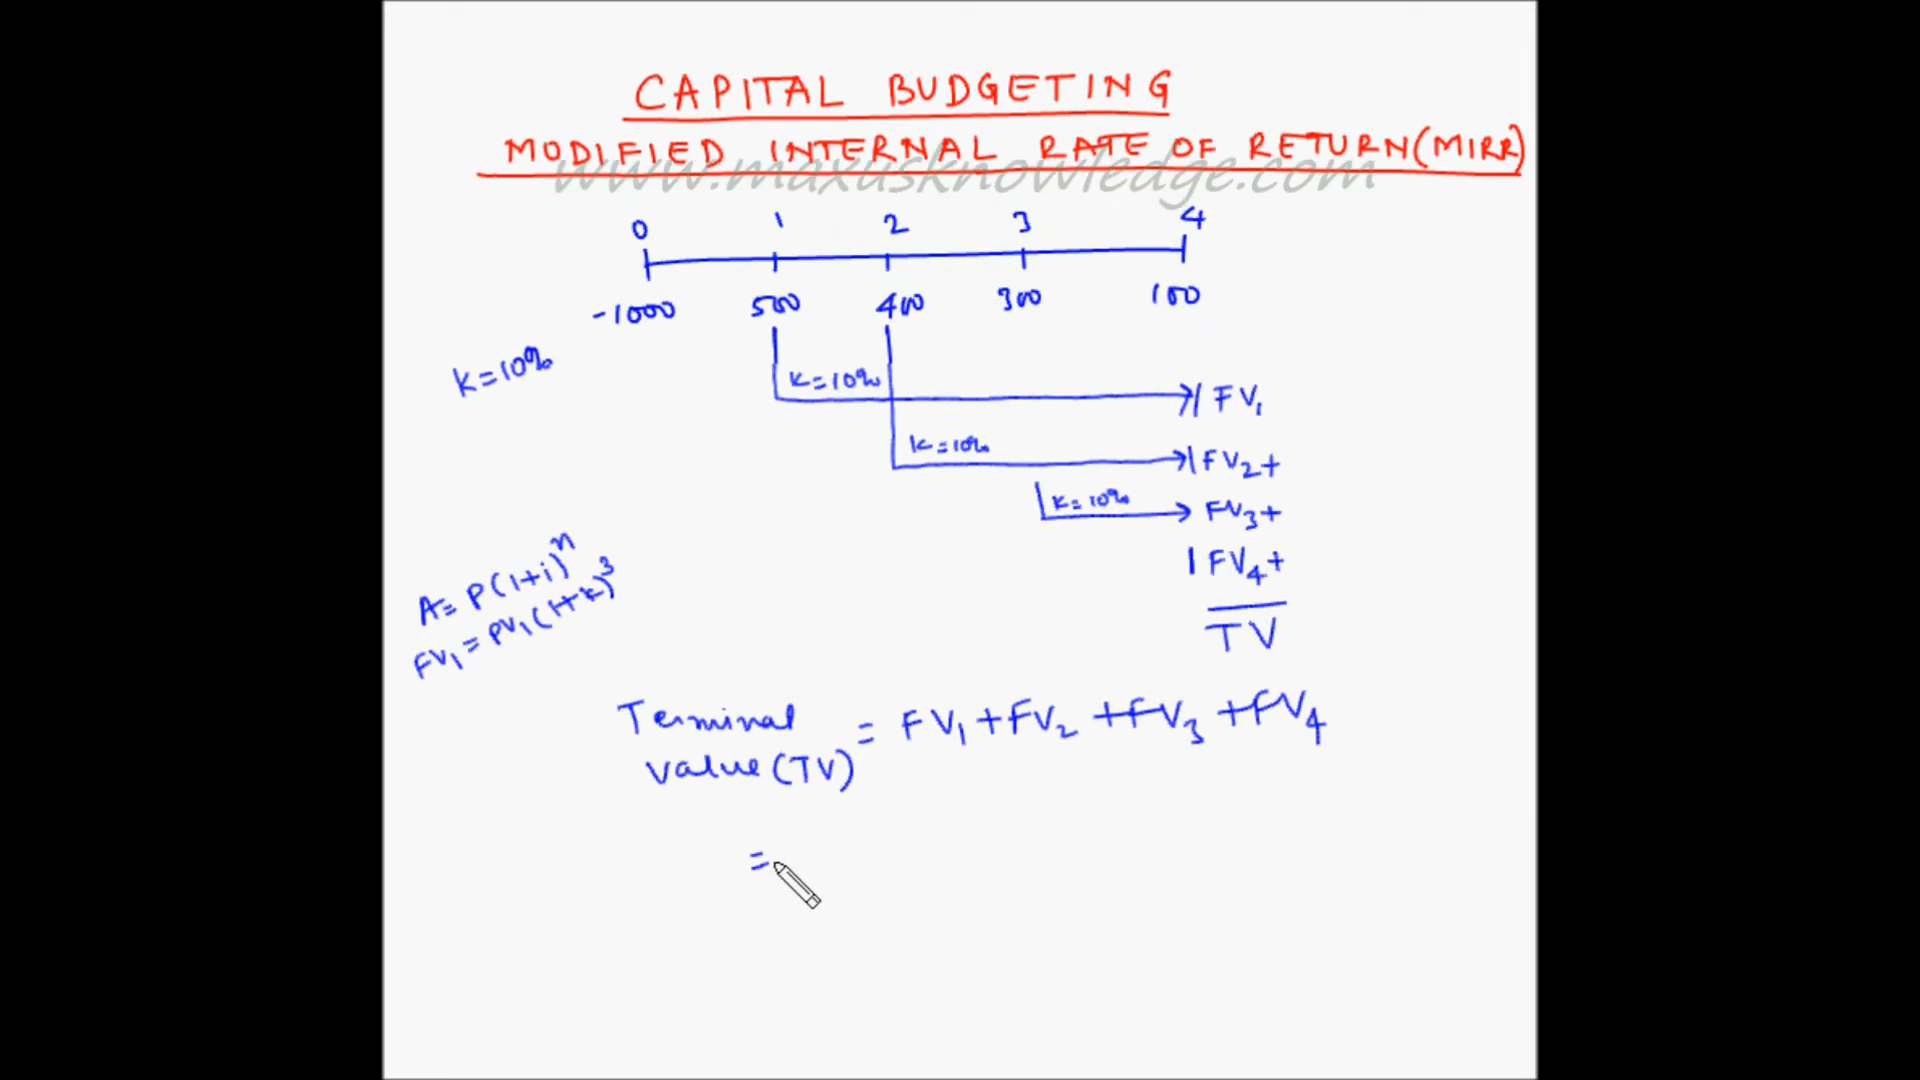 CAPITAL BUDGETING
MODIFIED INTERNAL RATE OF RETURN(MIRR)
www.maxusknowledge.com
0 1 2 3 4
-1000 500 400 300 100
K=10%
K=10% FV₁
K=10% FV₂+
K=10% FV₃+
FV₄+
TV
A=P(1+i)ⁿ
FV₁=PV₁(1+K)³
Terminal value(TV) = FV₁+FV₂+FV₃+FV₄
=